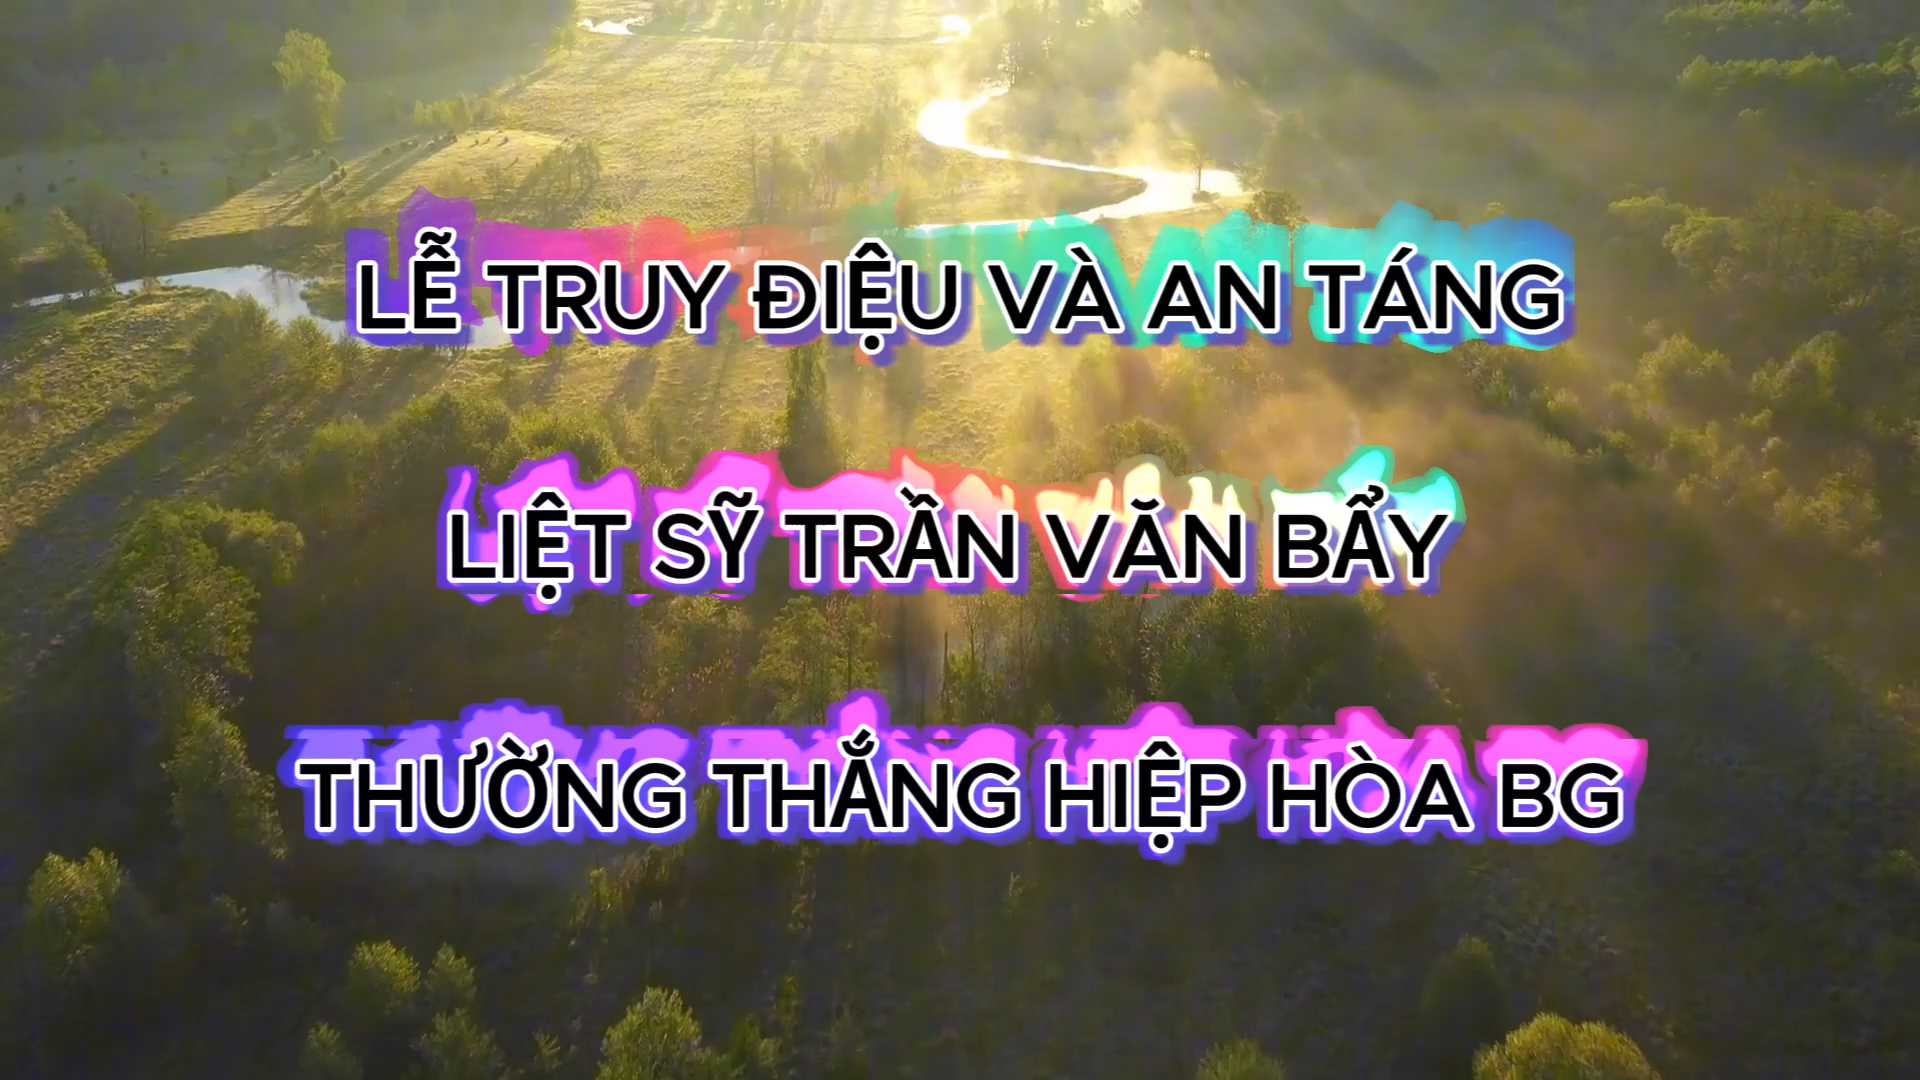 LỄ TRUY ĐIỆU VÀ AN TÁNG
LIỆT SỸ TRẦN VĂN BẨY
THƯỜNG THẮNG HIỆP HÒA BG